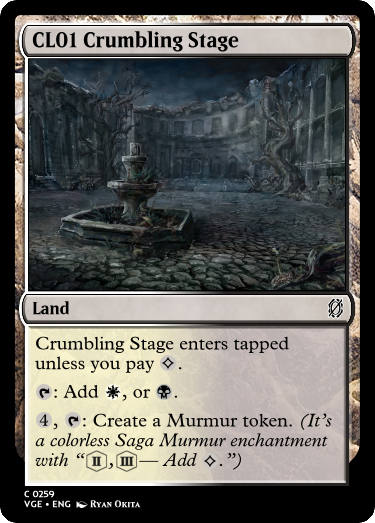 CL01 Crumbling Stage
Land
Crumbling Stage enters tapped
unless you pay .
: Add , or .
4, : Create a Murmur token. (It's
a colorless Saga Murmur enchantment
with “II, III — Add .”)
C 0259
VGE • ENG Ryan Okita